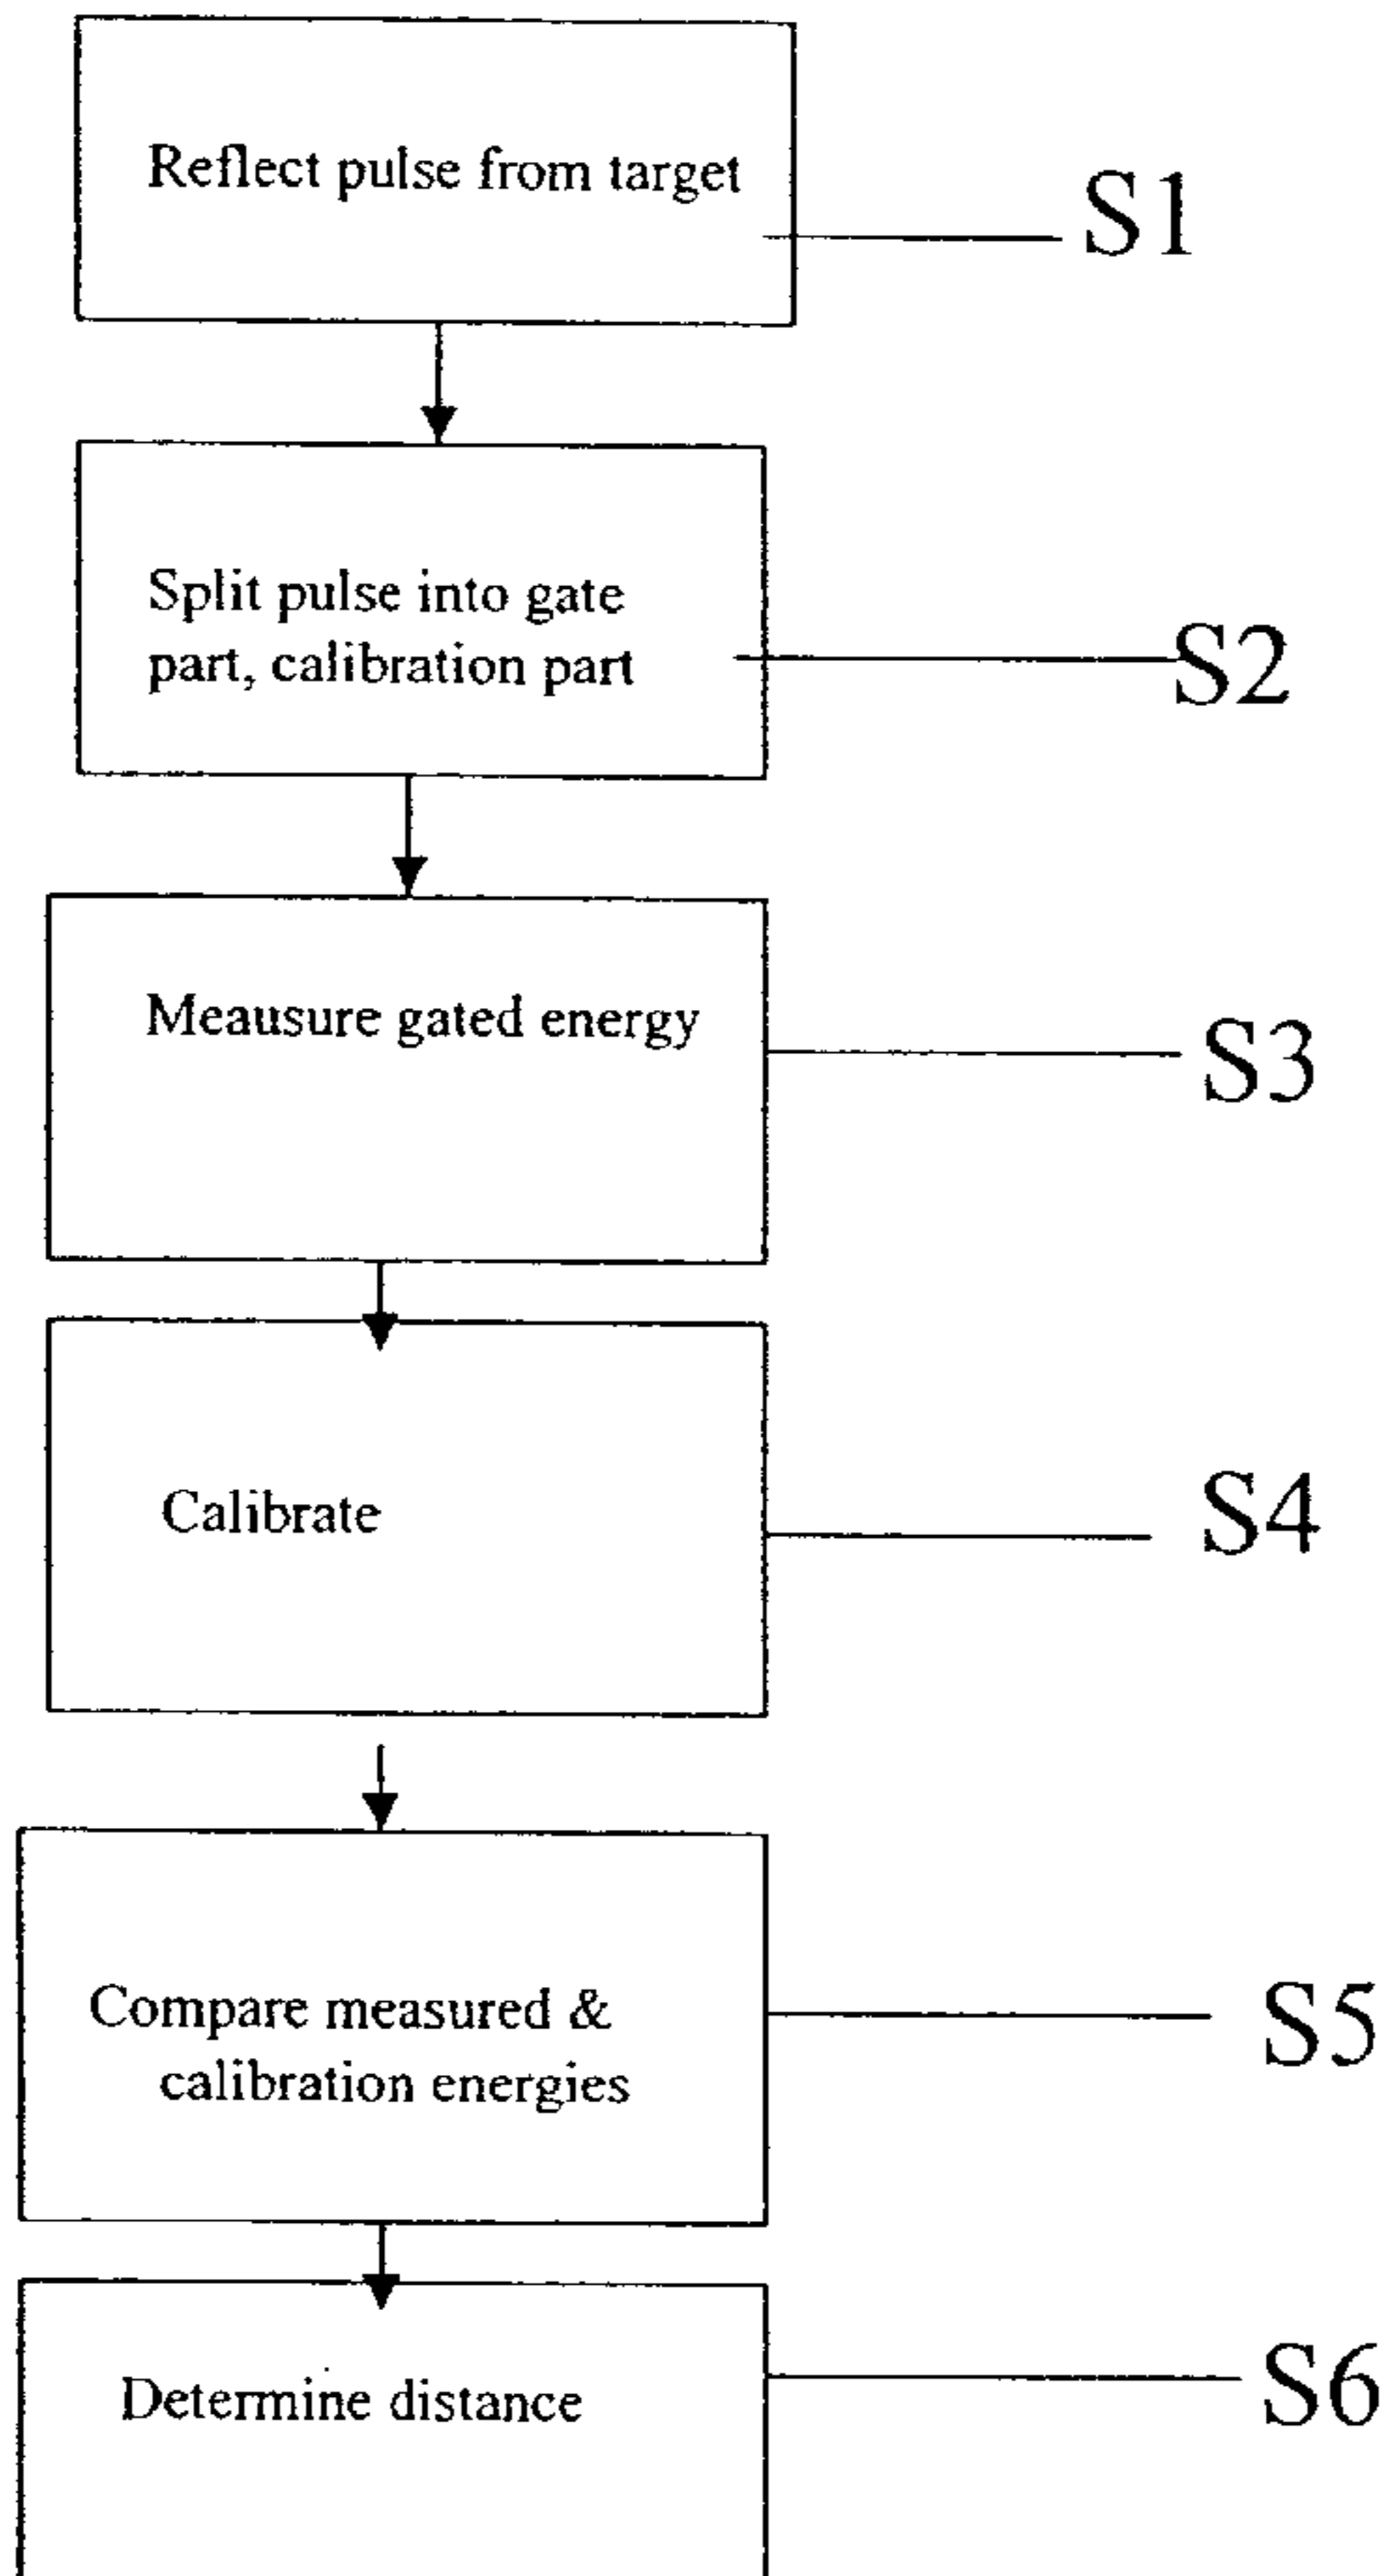 Reflect pulse from target
S1
Split pulse into gate
part, calibration part
S2
Meausure gated energy
S3
Calibrate
S4
Compare measured &
calibration energies
S5
Determine distance
S6